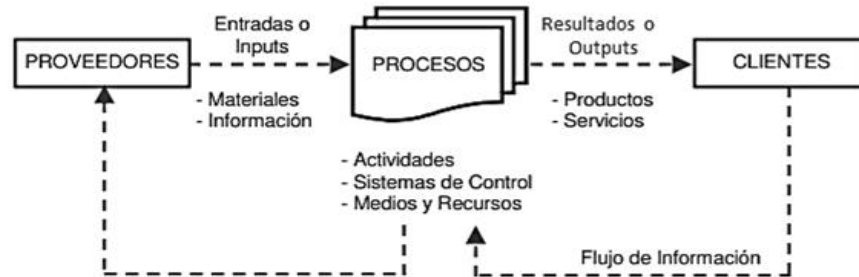 Entradas o
Inputs
Resultados o
Outputs
PROVEEDORES
PROCESOS
CLIENTES
- Materiales
- Información
- Productos
- Servicios
- Actividades
- Sistemas de Control
- Medios y Recursos
Flujo de Información